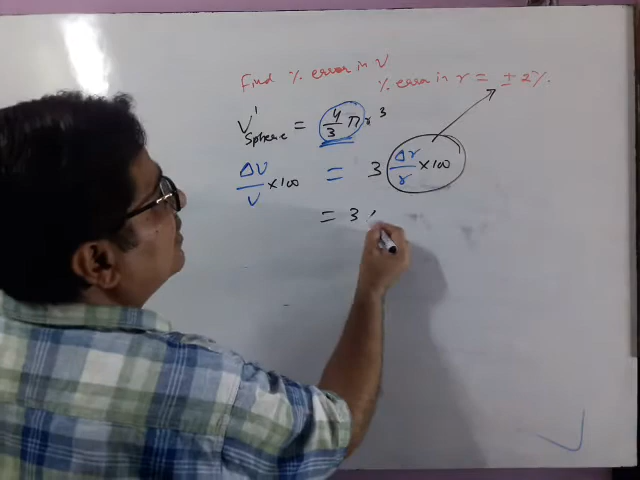 Find % error in V
% error in r = ± 2%.
V' Sphere = 4/3 π r³
ΔV/V × 100 = 3 Δr/r × 100
= 3